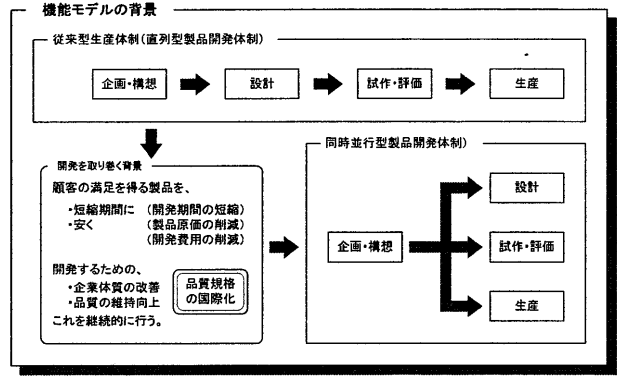 機能モデルの背景
従来型生産体制(直列型製品開発体制)
企画・構想
設計
試作・評価
生産
開発を取り巻く背景
顧客の満足を得る製品を、
・短縮期間に (開発期間の短縮)
・安く (製品原価の削減)
(開発費用の削減)
開発するための、
・企業体質の改善
・品質の維持向上
これを継続的に行う。
品質規格
の国際化
同時並行型製品開発体制)
企画・構想
設計
試作・評価
生産